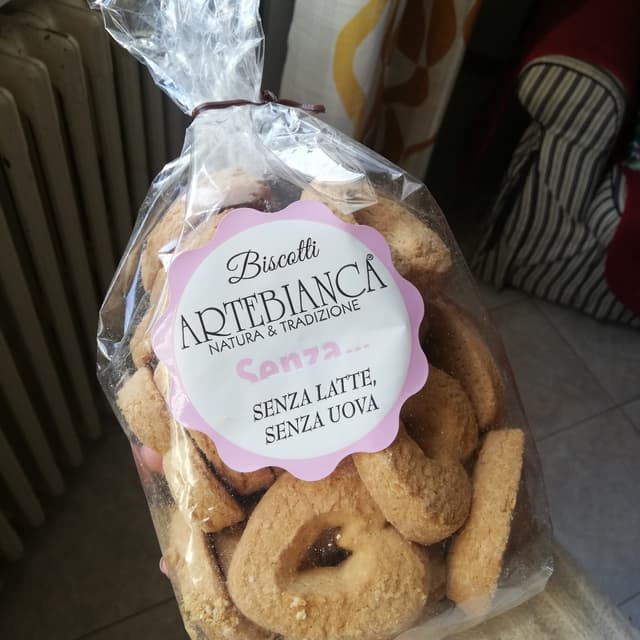 Biscotti
ARTEBIANCA®
NATURA & TRADIZIONE
Senza...
SENZA LATTE,
SENZA UOVA